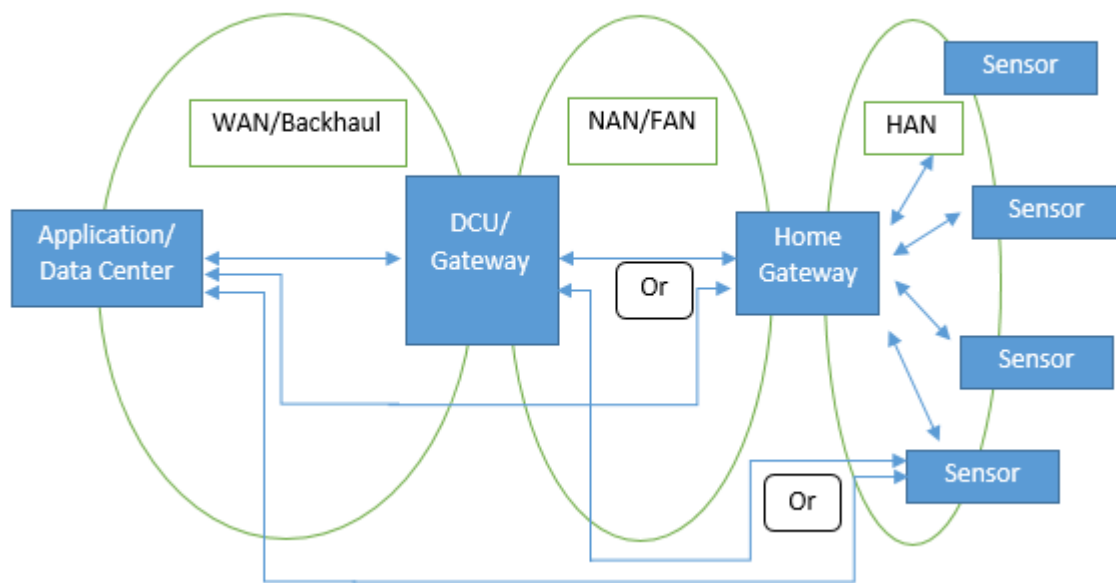 WAN/Backhaul
NAN/FAN
HAN
Sensor
Sensor
Application/
Data Center
DCU/
Gateway
Home
Gateway
Or
Sensor
Sensor
Or